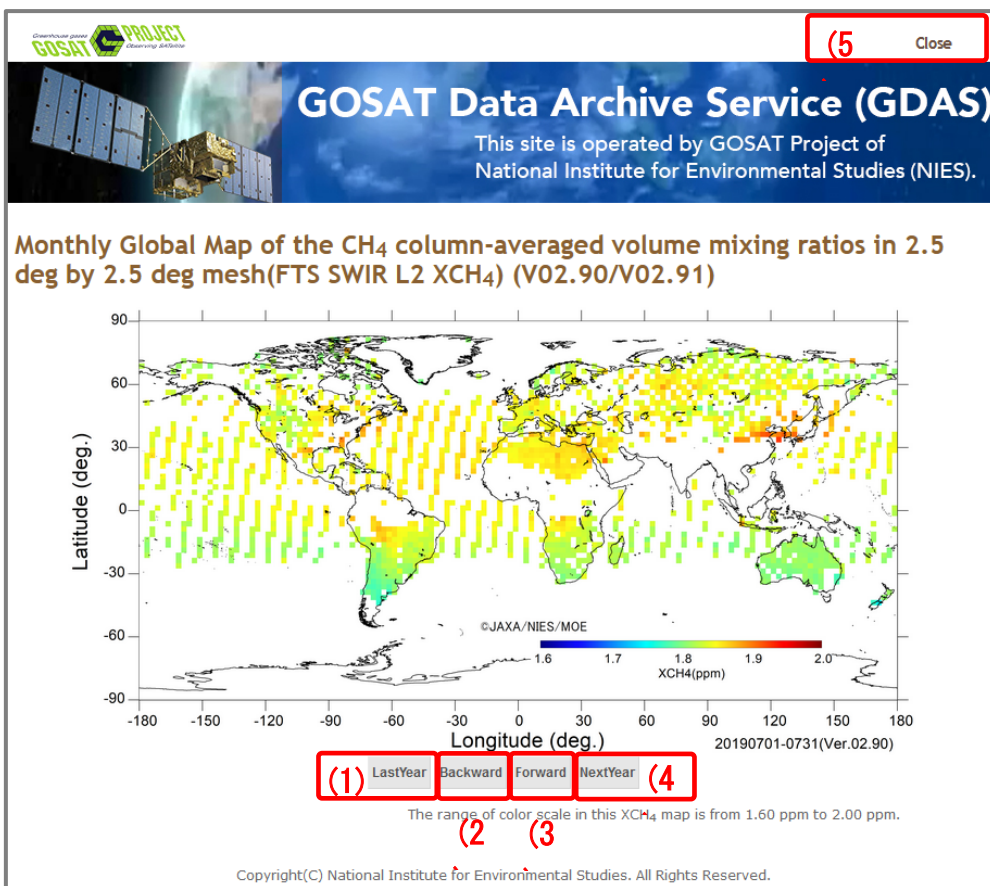 Greenhouse gases
GOSAT PROJECT
Observing SATellite
(5 Close
GOSAT Data Archive Service (GDAS)
This site is operated by GOSAT Project of
National Institute for Environmental Studies (NIES).
Monthly Global Map of the CH4 column-averaged volume mixing ratios in 2.5
deg by 2.5 deg mesh(FTS SWIR L2 XCH4) (V02.90/V02.91)
90
60
30
0
-30
-60
-90
Latitude (deg.)
©JAXA/NIES/MOE
1.6 1.7 1.8 1.9 2.0
XCH4(ppm)
-180 -150 -120 -90 -60 -30 0 30 60 90 120 150 180
Longitude (deg.)
20190701-0731(Ver.02.90)
(1) LastYear Backward Forward NextYear (4
The range of color scale in this XCH4 map is from 1.60 ppm to 2.00 ppm.
(2 (3
Copyright(C) National Institute for Environmental Studies. All Rights Reserved.